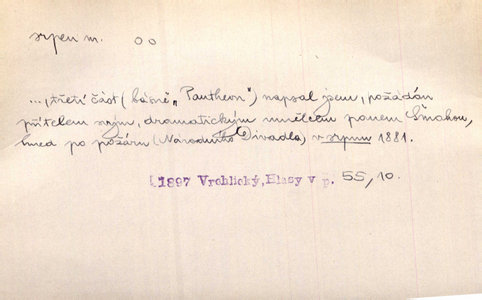 srpen m. oo
..., třetí část (básně „Pantheon") napsal jsem, požádán
přítelem svým, dramatickým umělcem panem Šmahou,
hned po požáru (Národního Divadla) v srpnu 1881.
(1897 Vrchlický, Hlasy v p. 55, 10.